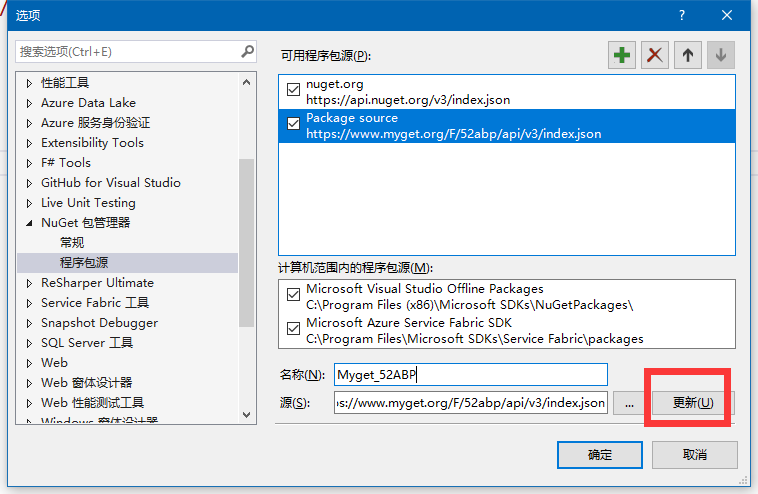 选项
?
搜索选项(Ctrl+E)
性能工具
Azure Data Lake
Azure 服务身份验证
Extensibility Tools
F# Tools
GitHub for Visual Studio
Live Unit Testing
NuGet 包管理器
常规
程序包源
ReSharper Ultimate
Service Fabric 工具
Snapshot Debugger
SQL Server 工具
Web
Web 窗体设计器
Web 性能测试工具
Windows 窗体设计器
可用程序包源(P):
nuget.org
https://api.nuget.org/v3/index.json
Package source
https://www.myget.org/F/52abp/api/v3/index.json
计算机范围内的程序包源(M):
Microsoft Visual Studio Offline Packages
C:\Program Files (x86)\Microsoft SDKs\NuGetPackages\
Microsoft Azure Service Fabric SDK
C:\Program Files\Microsoft SDKs\Service Fabric\packages
名称(N):
Myget_52ABP
源(S):
ps://www.myget.org/F/52abp/api/v3/index.json
...
更新(U)
确定
取消